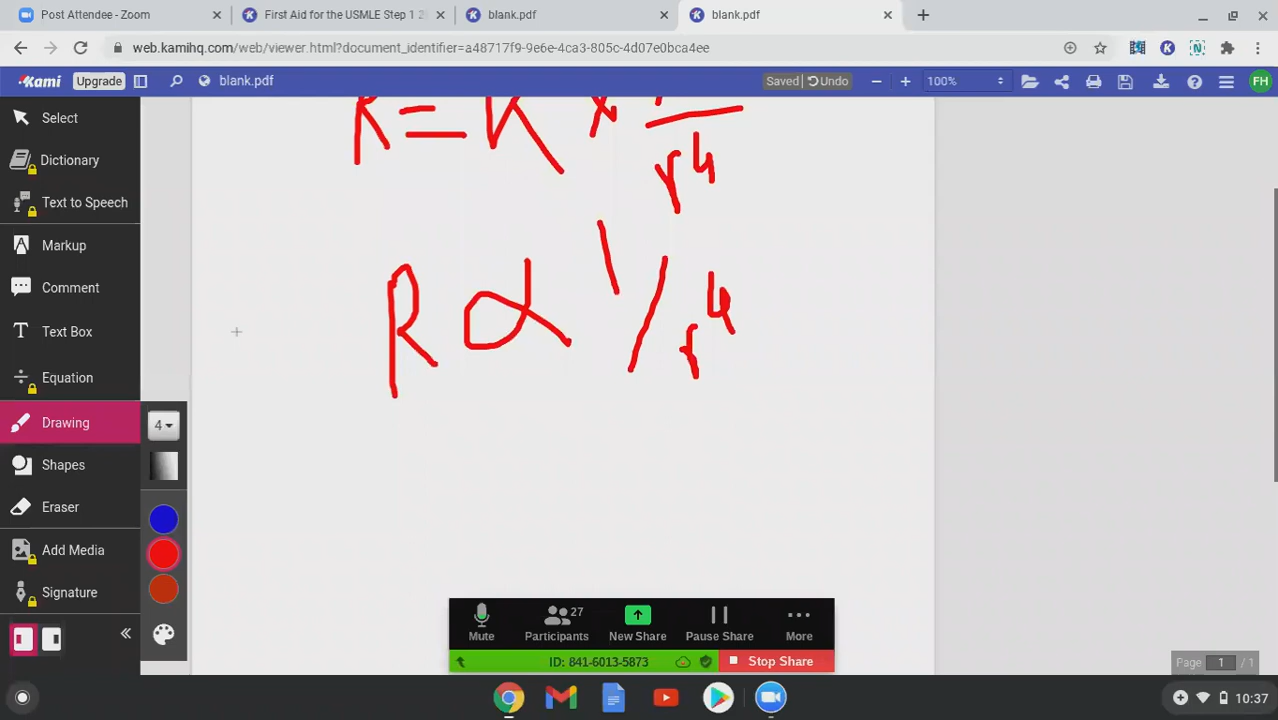 Post Attendee - Zoom
First Aid for the USMLE Step 1 2
blank.pdf
blank.pdf
web.kamihq.com/web/viewer.html?document_identifier=a48717f9-9e6e-4ca3-805c-4d07e0bca4ee
Kami
Upgrade
blank.pdf
Saved
Undo
100%
FH
Select
Dictionary
Text to Speech
Markup
Comment
Text Box
Equation
Drawing
Shapes
Eraser
Add Media
Signature
4
R = K x
r4
R α 1/r4
Mute
Participants
27
New Share
Pause Share
More
ID: 841-6013-5873
Stop Share
Page 1 / 1
10:37